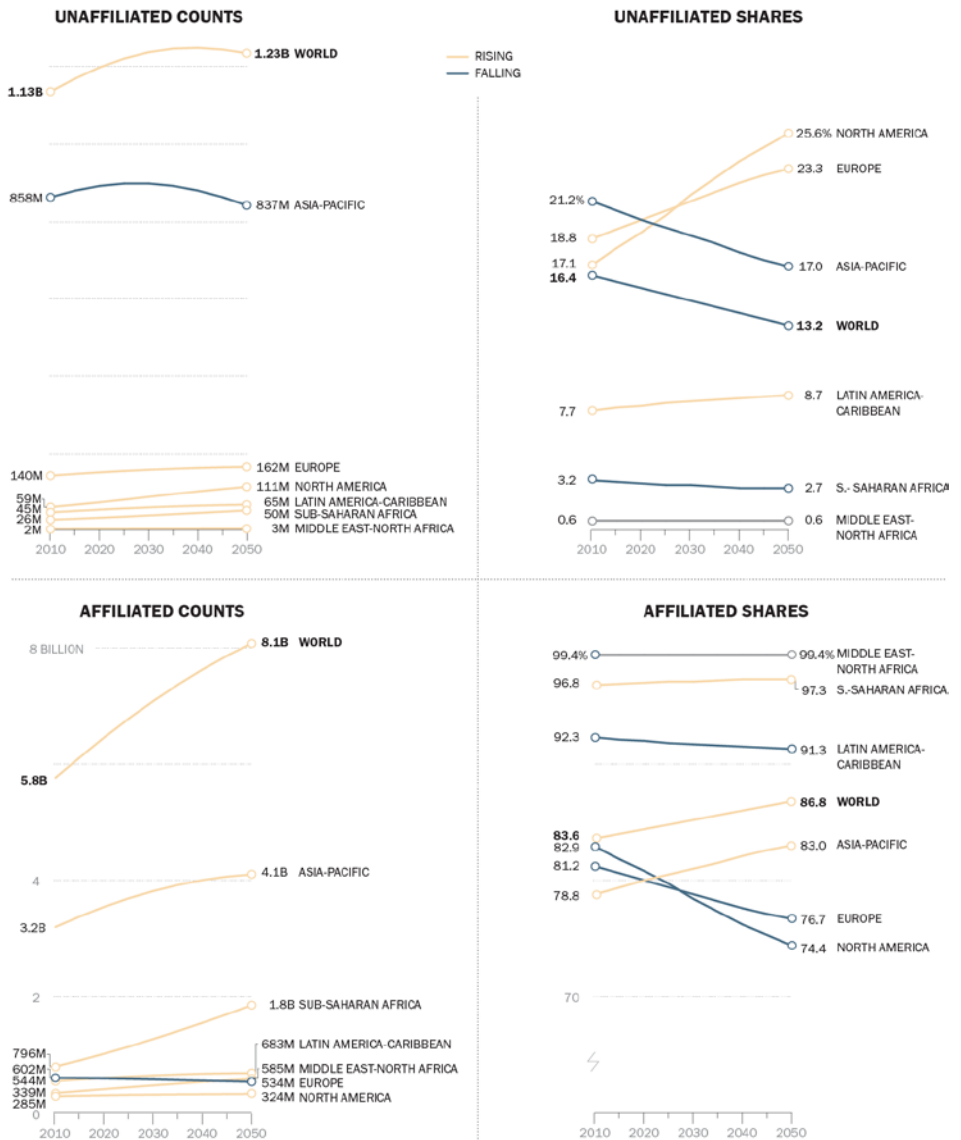 UNAFFILIATED COUNTS
1.23B WORLD
1.13B
858M
837M ASIA-PACIFIC
140M
162M EUROPE
111M NORTH AMERICA
59M
65M LATIN AMERICA-CARIBBEAN
45M
50M SUB-SAHARAN AFRICA
26M
2M
3M MIDDLE EAST-NORTH AFRICA
2010 2020 2030 2040 2050
RISING
FALLING
UNAFFILIATED SHARES
25.6% NORTH AMERICA
23.3 EUROPE
21.2%
18.8
17.1
17.0 ASIA-PACIFIC
16.4
13.2 WORLD
8.7 LATIN AMERICA-
CARIBBEAN
7.7
3.2
2.7 S.- SAHARAN AFRICA
0.6
0.6 MIDDLE EAST-
NORTH AFRICA
2010 2020 2030 2040 2050
AFFILIATED COUNTS
8 BILLION
8.1B WORLD
5.8B
4.1B ASIA-PACIFIC
4
3.2B
2
1.8B SUB-SAHARAN AFRICA
683M LATIN AMERICA-CARIBBEAN
796M
602M
585M MIDDLE EAST-NORTH AFRICA
544M
534M EUROPE
339M
324M NORTH AMERICA
285M
0
2010 2020 2030 2040 2050
AFFILIATED SHARES
99.4%
99.4% MIDDLE EAST-
NORTH AFRICA
96.8
97.3 S.-SAHARAN AFRICA
92.3
91.3 LATIN AMERICA-
CARIBBEAN
86.8 WORLD
83.6
82.9
83.0 ASIA-PACIFIC
81.2
78.8
76.7 EUROPE
74.4 NORTH AMERICA
70
2010 2020 2030 2040 2050